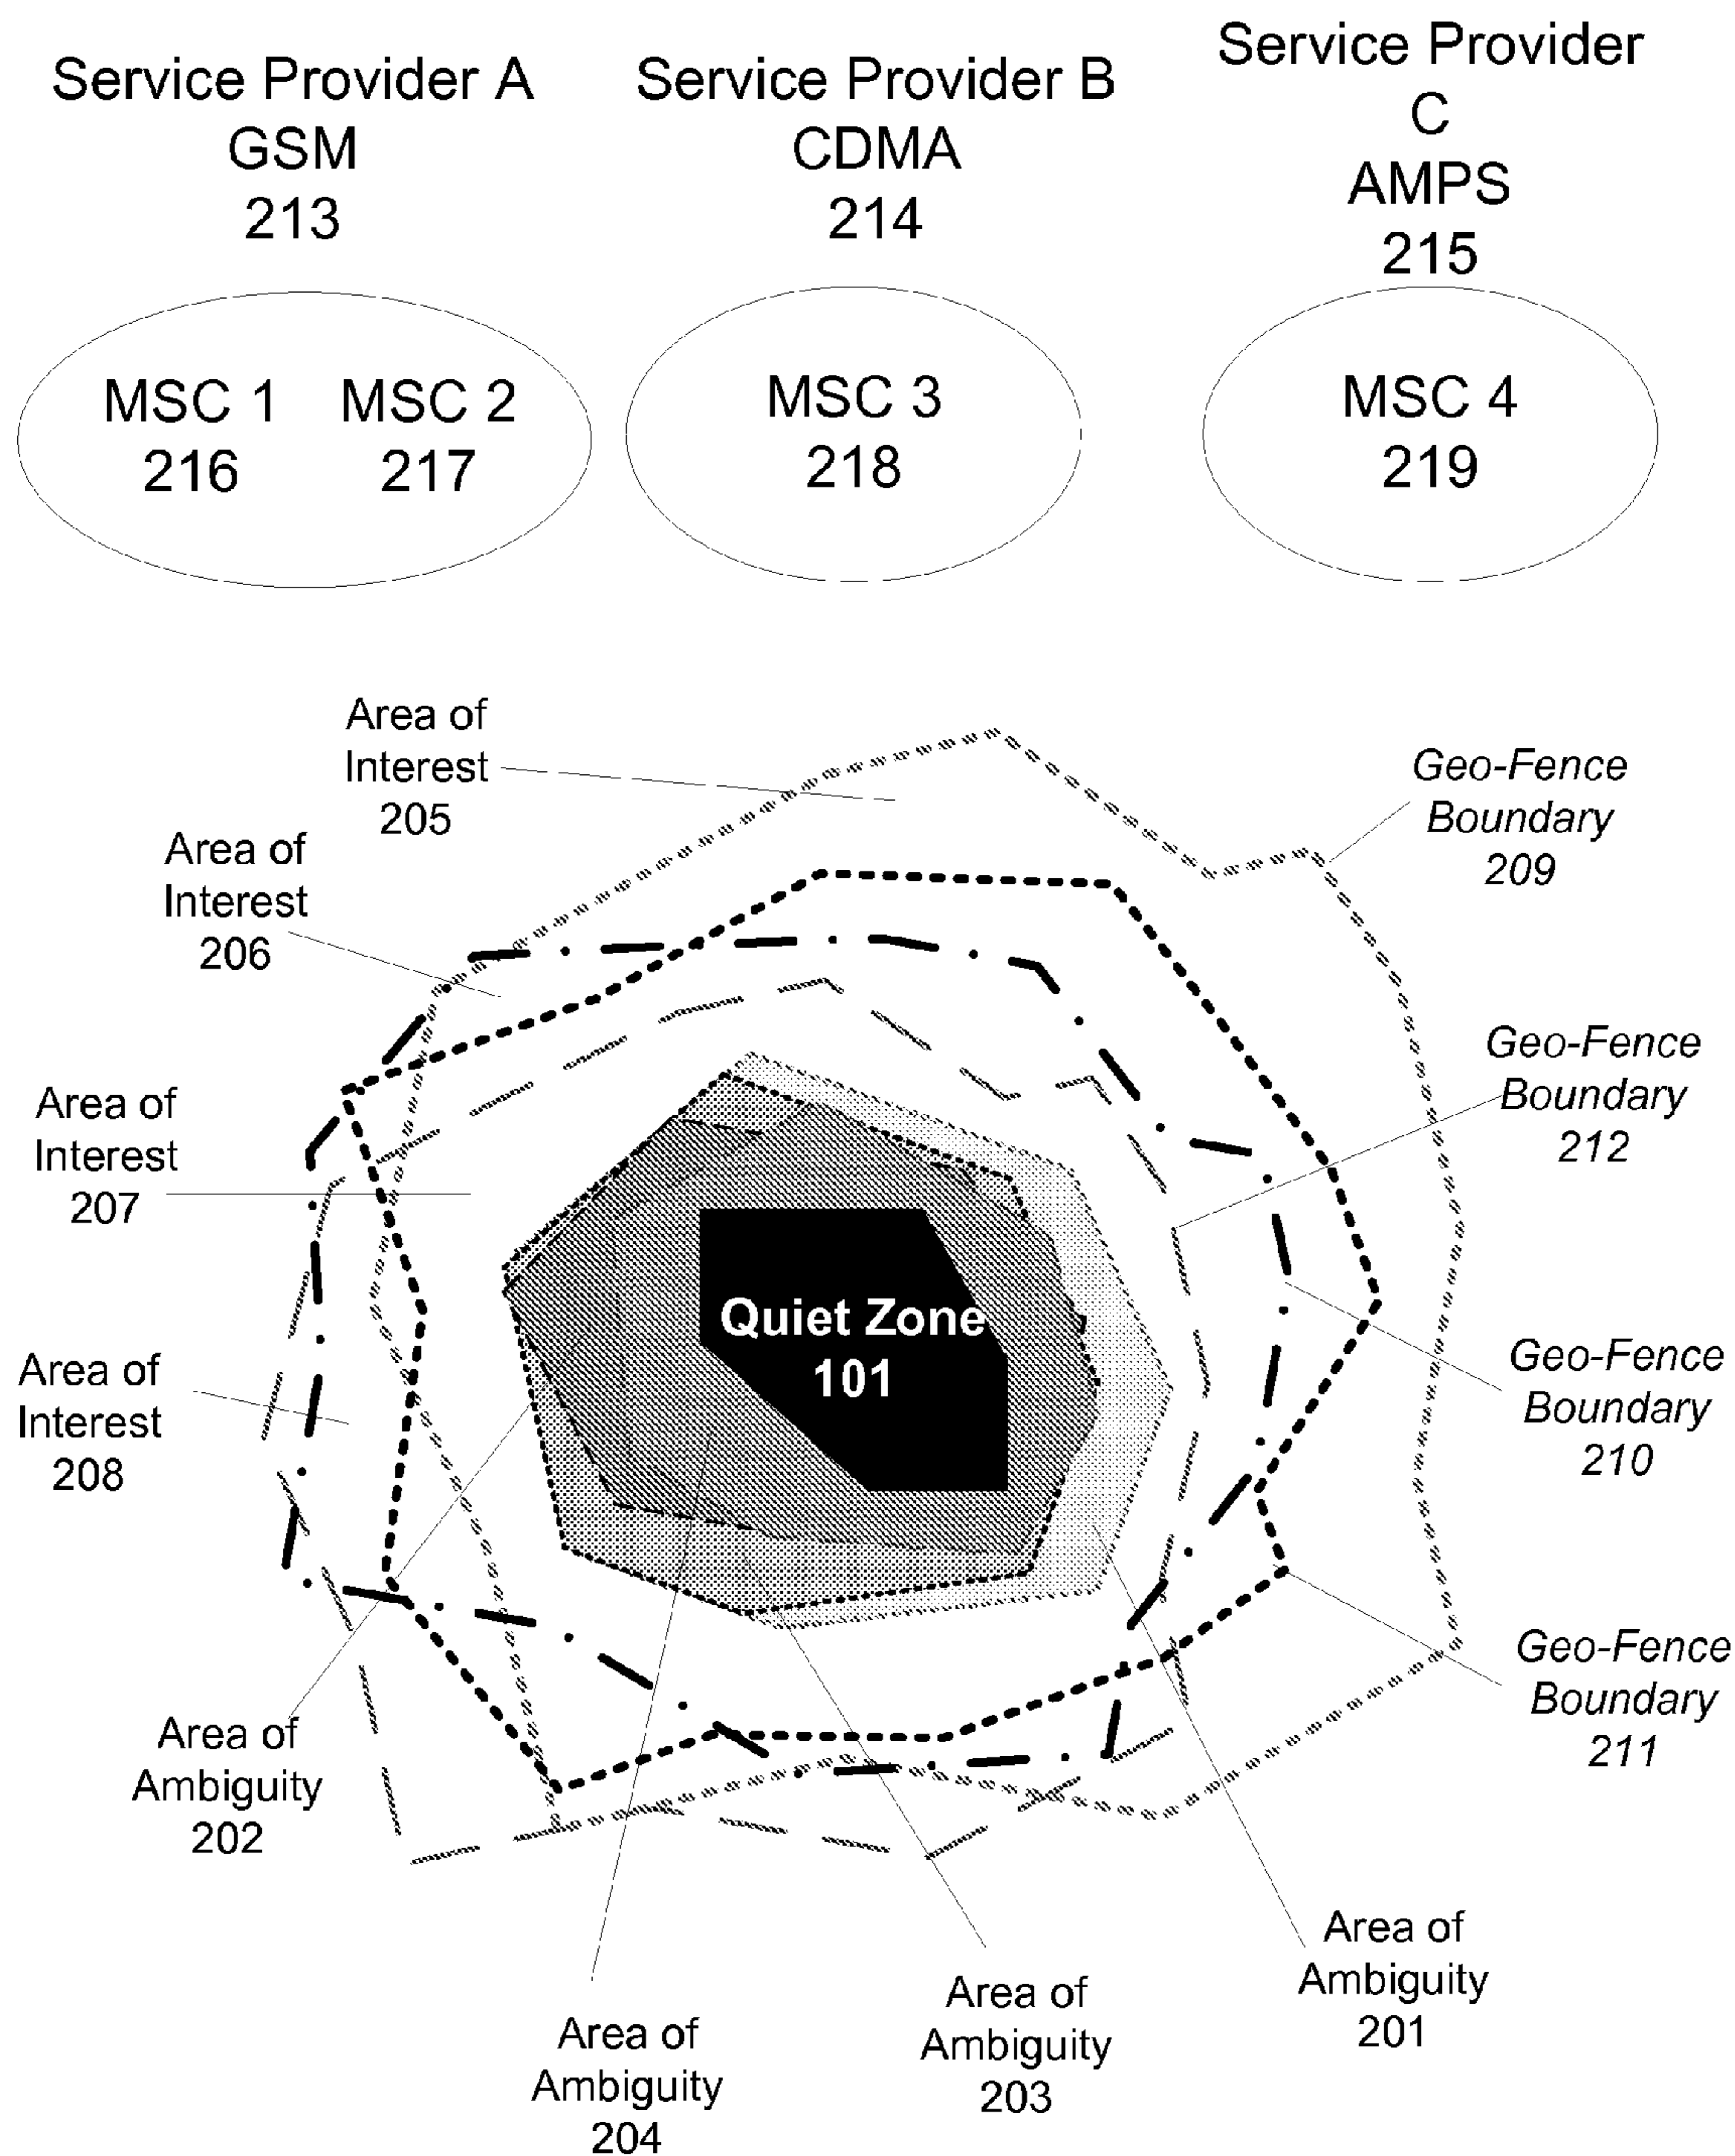 Service Provider A
GSM
213
Service Provider B
CDMA
214
Service Provider
C
AMPS
215
MSC 1
216
MSC 2
217
MSC 3
218
MSC 4
219
Area of
Interest
205
Geo-Fence
Boundary
209
Area of
Interest
206
Geo-Fence
Boundary
212
Area of
Interest
207
Quiet Zone
101
Area of
Interest
208
Geo-Fence
Boundary
210
Geo-Fence
Boundary
211
Area of
Ambiguity
202
Area of
Ambiguity
201
Area of
Ambiguity
203
Area of
Ambiguity
204